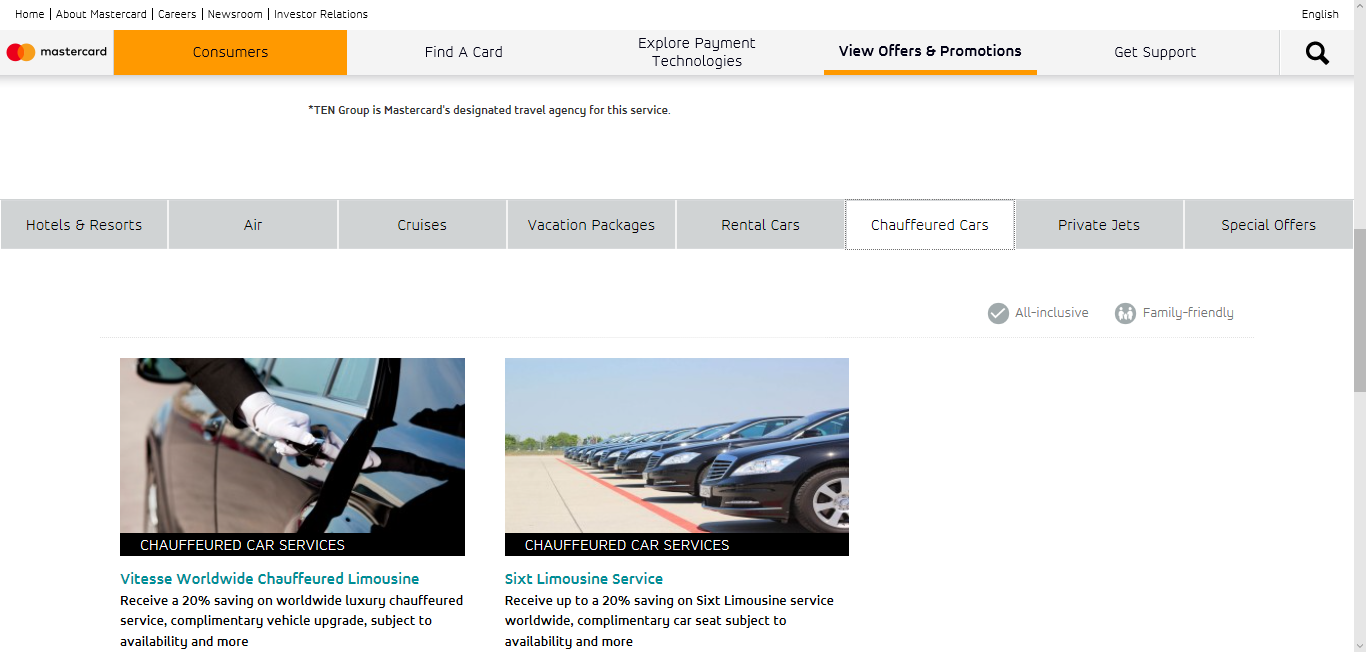 Home | About Mastercard | Careers | Newsroom | Investor Relations
English
mastercard
Consumers
Find A Card
Explore Payment
Technologies
View Offers & Promotions
Get Support
*TEN Group is Mastercard's designated travel agency for this service.
Hotels & Resorts
Air
Cruises
Vacation Packages
Rental Cars
Chauffeured Cars
Private Jets
Special Offers
All-inclusive
Family-friendly
CHAUFFEURED CAR SERVICES
Vitesse Worldwide Chauffeured Limousine
Receive a 20% saving on worldwide luxury chauffeured
service, complimentary vehicle upgrade, subject to
availability and more
CHAUFFEURED CAR SERVICES
Sixt Limousine Service
Receive up to a 20% saving on Sixt Limousine service
worldwide, complimentary car seat subject to
availability and more